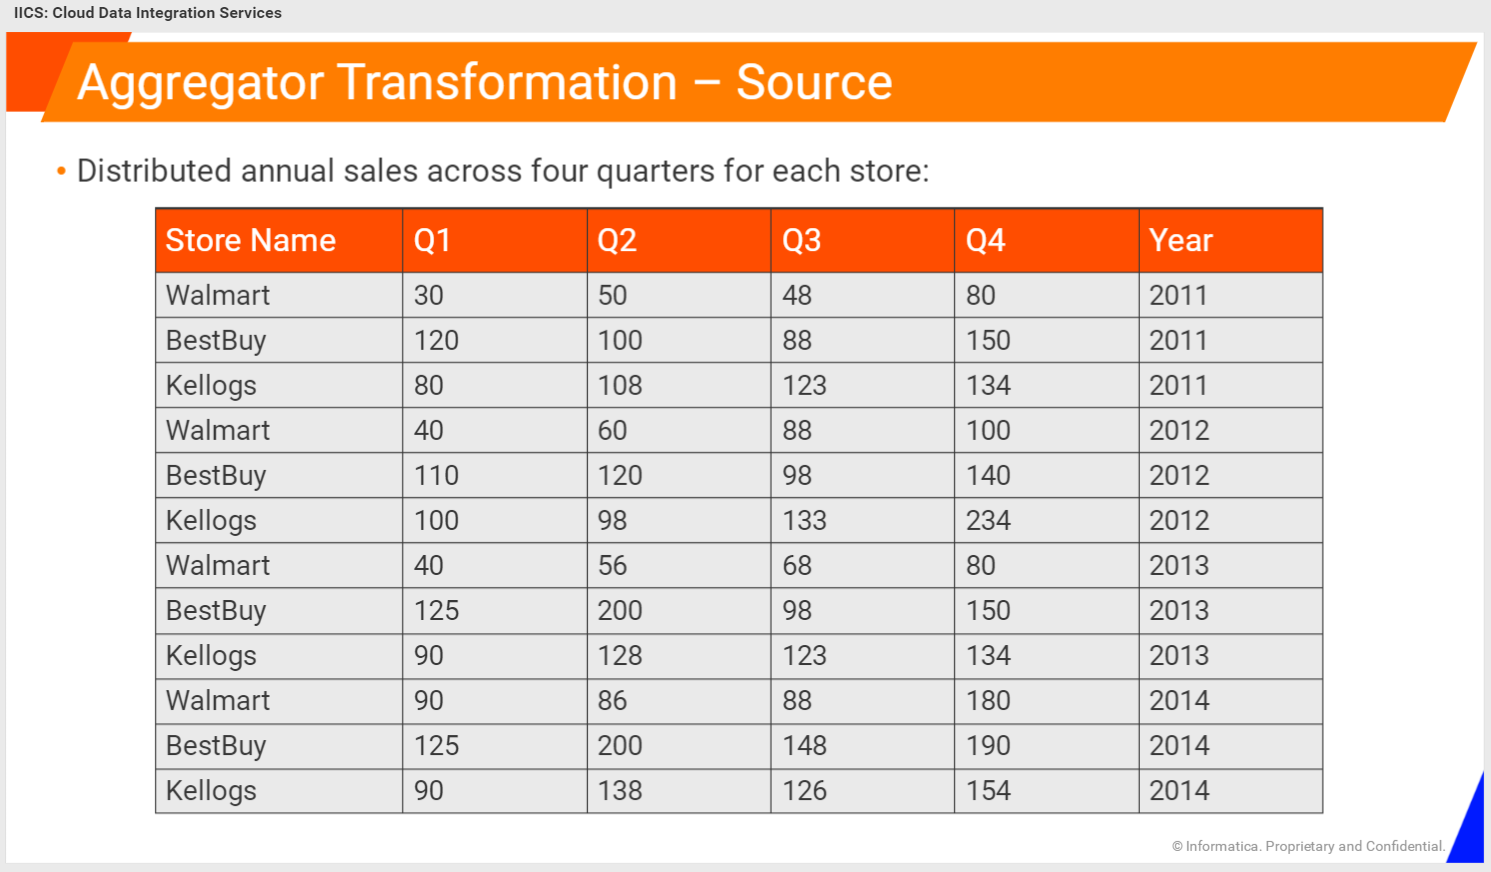 IICS: Cloud Data Integration Services
Aggregator Transformation – Source
• Distributed annual sales across four quarters for each store:
Store Name Q1 Q2 Q3 Q4 Year
Walmart 30 50 48 80 2011
BestBuy 120 100 88 150 2011
Kellogs 80 108 123 134 2011
Walmart 40 60 88 100 2012
BestBuy 110 120 98 140 2012
Kellogs 100 98 133 234 2012
Walmart 40 56 68 80 2013
BestBuy 125 200 98 150 2013
Kellogs 90 128 123 134 2013
Walmart 90 86 88 180 2014
BestBuy 125 200 148 190 2014
Kellogs 90 138 126 154 2014
© Informatica. Proprietary and Confidential.